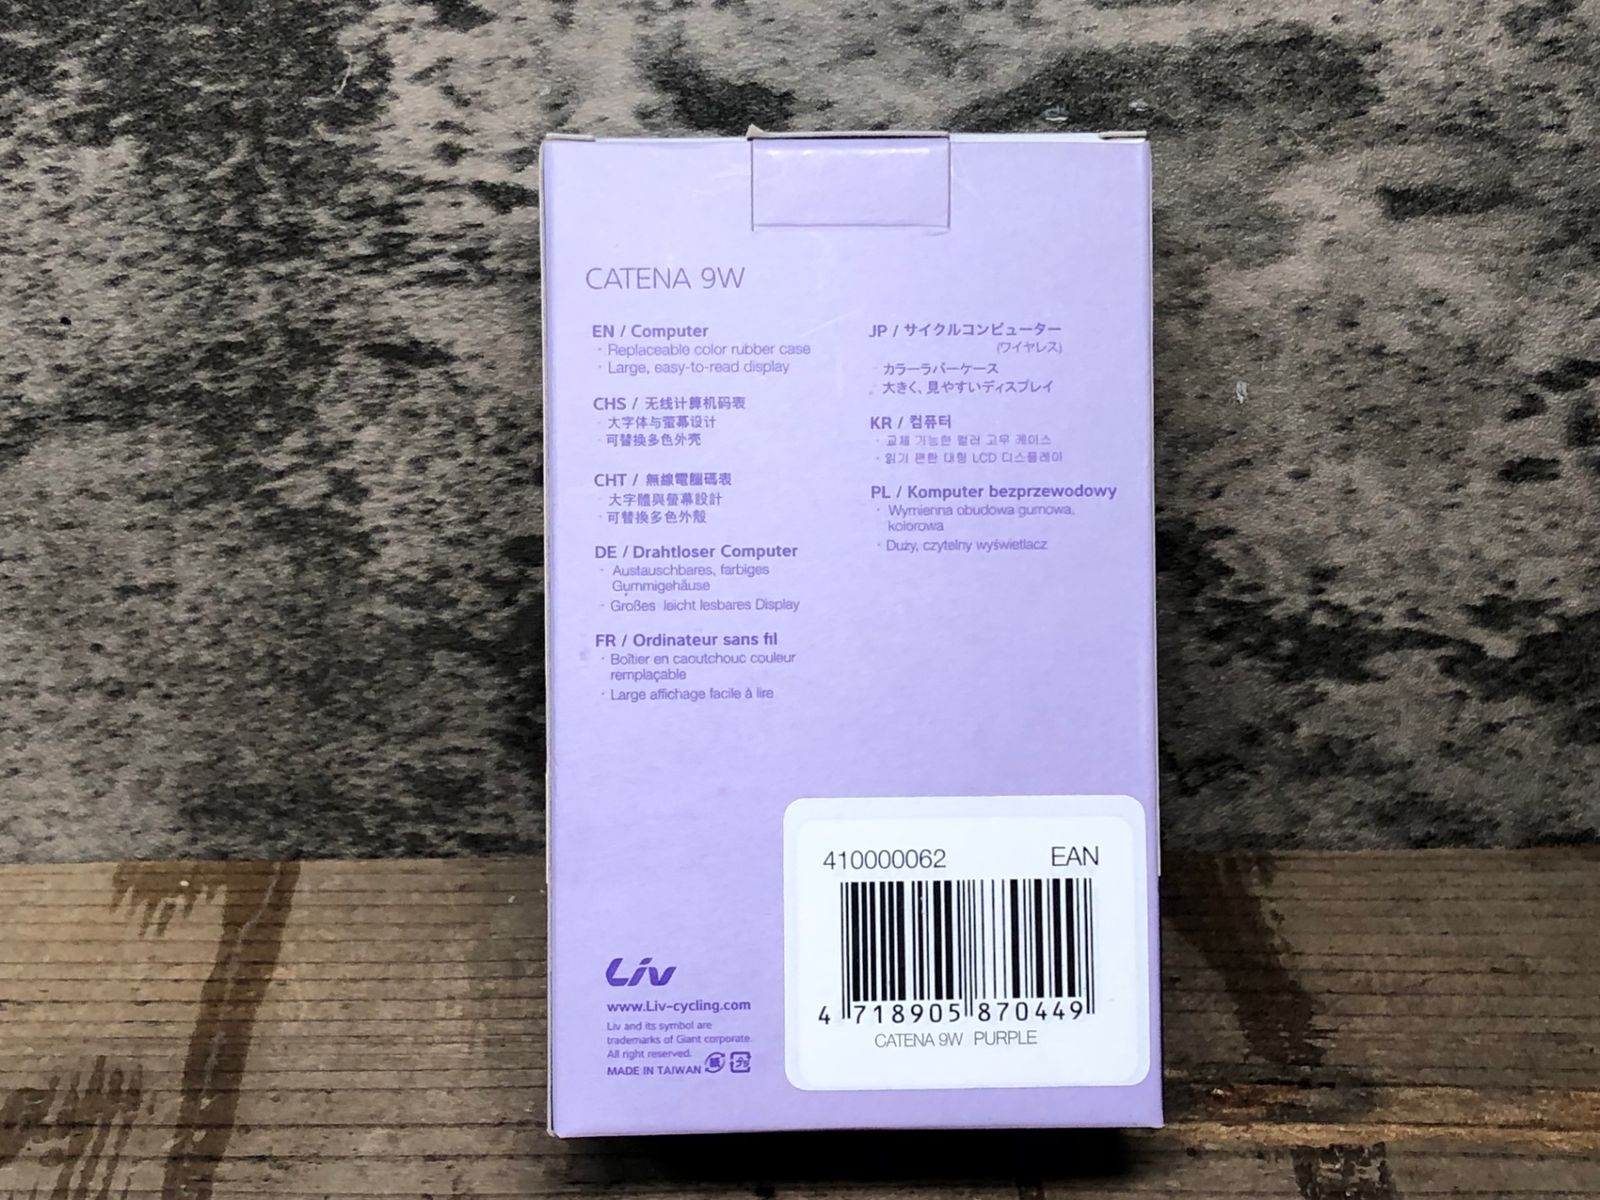 CATENA 9W
EN / Computer
· Replaceable color rubber case
· Large, easy-to-read display
CHS / 无线计算机码表
· 大字体与萤幕设计
· 可替换多色外壳
CHT / 無線電腦碼表
· 大字體與螢幕設計
· 可替換多色外殼
DE / Drahtloser Computer
· Austauschbares, farbiges
Gummigehäuse
· Großes leicht lesbares Display
FR / Ordinateur sans fil
· Boîtier en caoutchouc couleur
remplaçable
· Large affichage facile à lire
JP / サイクルコンピューター
(ワイヤレス)
· カラーラバーケース
· 大きく、見やすいディスプレイ
KR / 컴퓨터
· 교체 가능한 컬러 고무 케이스
· 읽기 편한 대형 LCD 디스플레이
PL / Komputer bezprzewodowy
· Wymienna obudowa gumowa,
kolorowa
· Duży, czytelny wyświetlacz
Liv
www.Liv-cycling.com
Liv and its symbol are
trademarks of Giant corporate.
All right reserved.
MADE IN TAIWAN 紙 プラ
410000062 EAN
4 718905 870449
CATENA 9W PURPLE